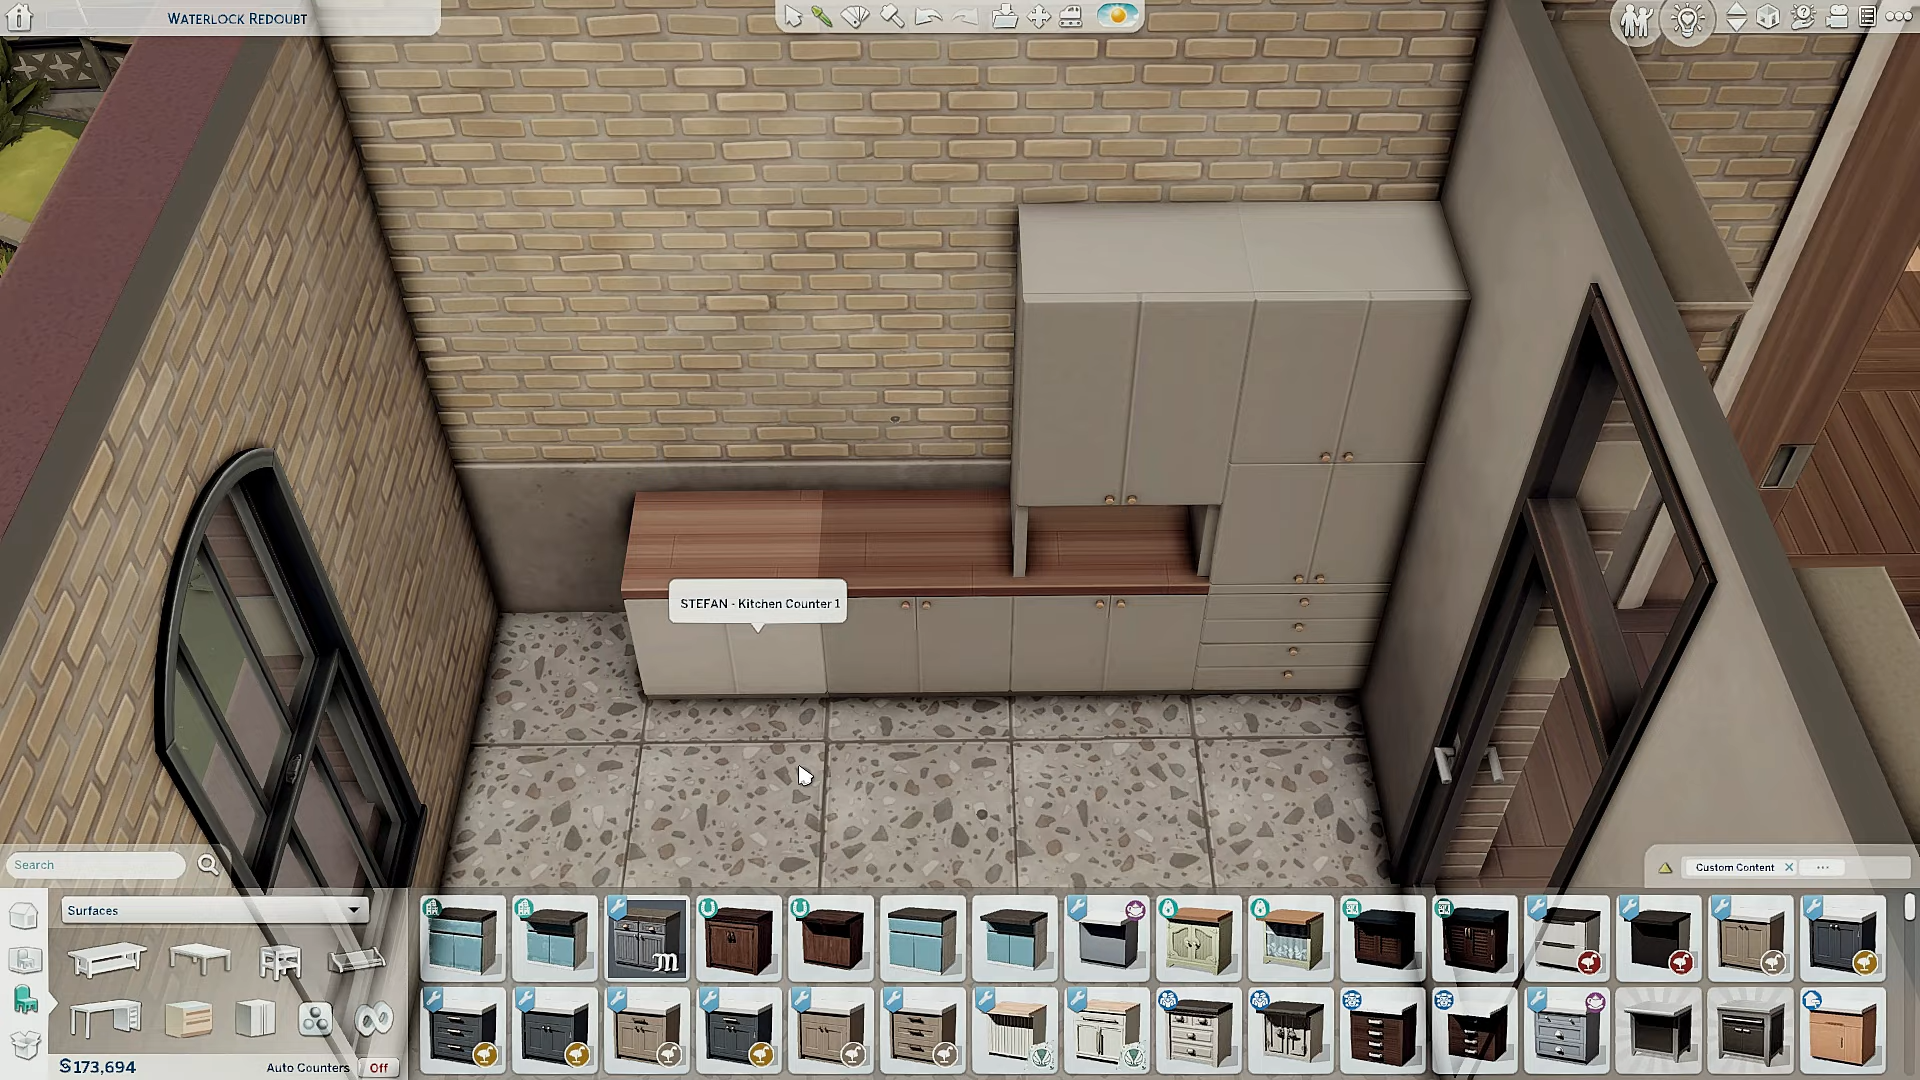 WATERLOCK REDOUBT
STEFAN - Kitchen Counter 1
Search
Custom Content
Surfaces
m
§173,694
Auto Counters
Off